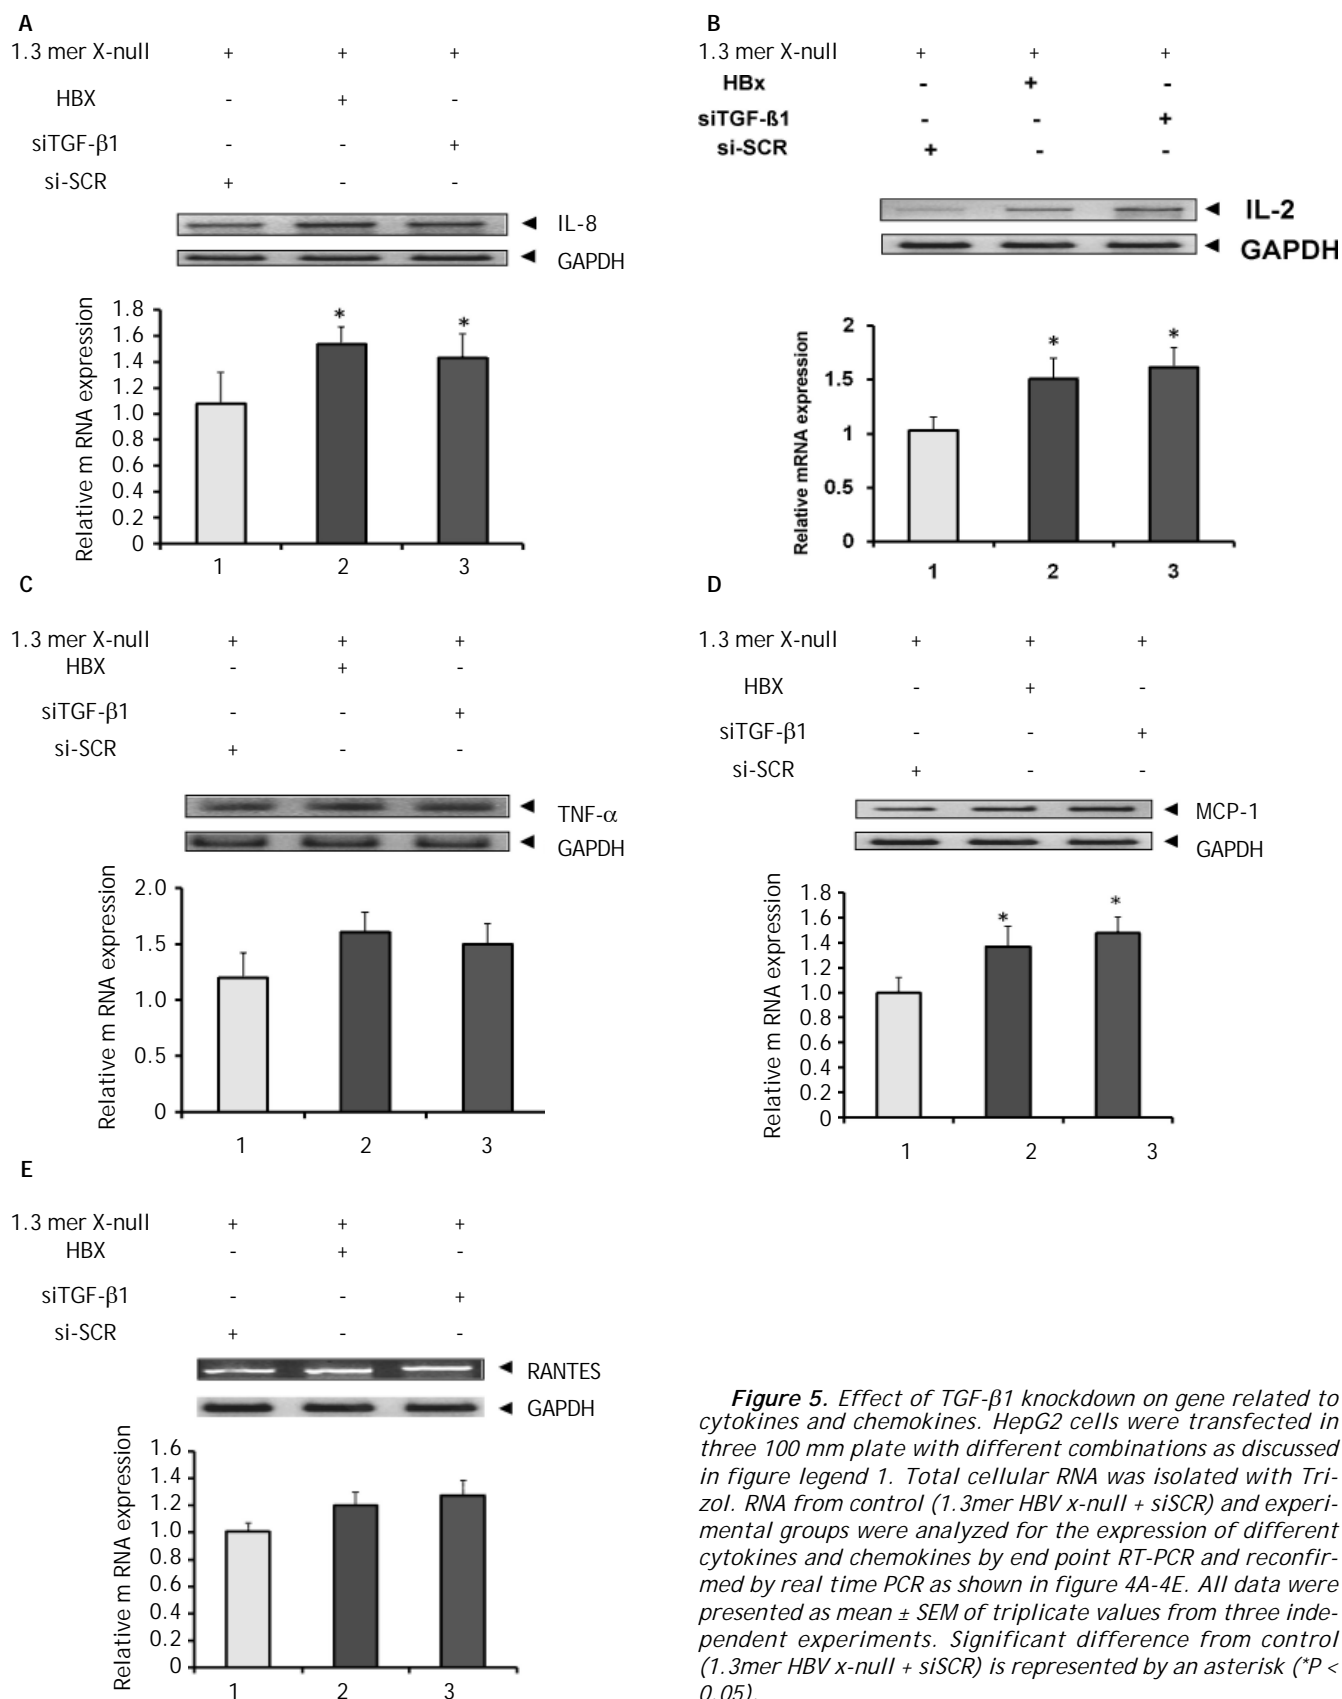 A
1.3 mer X-null + + +
HBX - + -
siTGF-β1 - - +
si-SCR + - -
IL-8
GAPDH
Relative m RNA expression
1.8
1.6
1.4
1.2
1.0
0.8
0.6
0.4
0.2
0
* *
1 2 3
B
1.3 mer X-null + + +
HBx - + -
siTGF-ß1 - - +
si-SCR + - -
IL-2
GAPDH
Relative mRNA expression
2
1.5
1
0.5
0
* *
1 2 3
C
1.3 mer X-null + + +
HBX - + -
siTGF-β1 - - +
si-SCR + - -
TNF-α
GAPDH
Relative m RNA expression
2.0
1.5
1.0
0.5
0
1 2 3
D
1.3 mer X-null + + +
HBX - + -
siTGF-β1 - - +
si-SCR + - -
MCP-1
GAPDH
Relative m RNA expression
1.8
1.6
1.4
1.2
1.0
0.8
0.6
0.4
0.2
0
* *
1 2 3
E
1.3 mer X-null + + +
HBX - + -
siTGF-β1 - - +
si-SCR + - -
RANTES
GAPDH
Relative m RNA expression
1.6
1.4
1.2
1.0
0.8
0.6
0.4
0.2
0
1 2 3
Figure 5. Effect of TGF-β1 knockdown on gene related to
cytokines and chemokines. HepG2 cells were transfected in
three 100 mm plate with different combinations as discussed
in figure legend 1. Total cellular RNA was isolated with Tri-
zol. RNA from control (1.3mer HBV x-null + siSCR) and experi-
mental groups were analyzed for the expression of different
cytokines and chemokines by end point RT-PCR and reconfir-
med by real time PCR as shown in figure 4A-4E. All data were
presented as mean ± SEM of triplicate values from three inde-
pendent experiments. Significant difference from control
(1.3mer HBV x-null + siSCR) is represented by an asterisk (*P <
0.05).